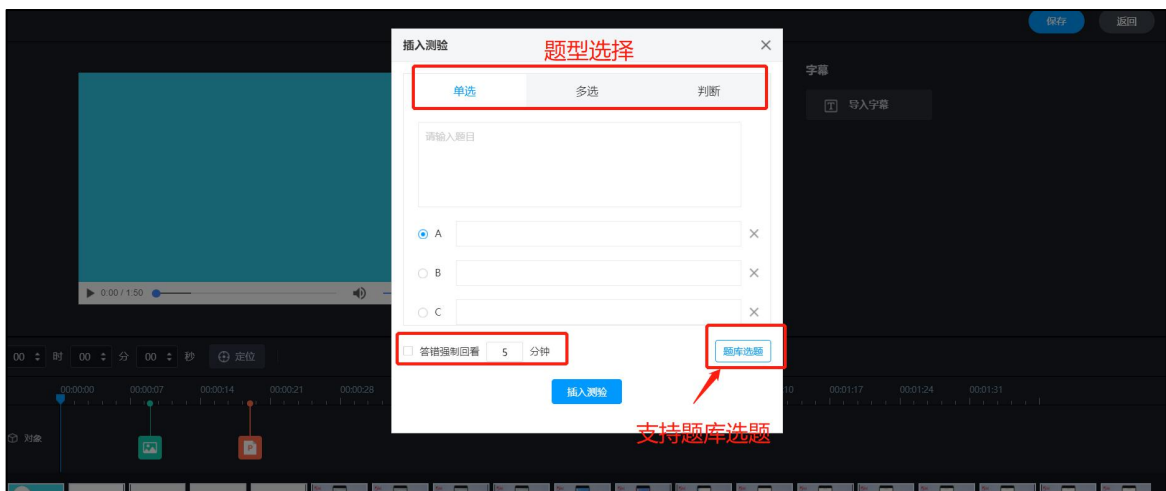 保存 返回
插入测验 题型选择
字幕
单选 多选 判断
导入字幕
请输入题目
A
B
0:00 / 1:50
C
答错强制回看 5 分钟 题库选题
00 时 00 分 00 秒 定位
插入测验
00:00:00 00:00:07 00:00:14 00:00:21 00:00:28 10 00:01:17 00:01:24 00:01:31
支持题库选题
对象
P